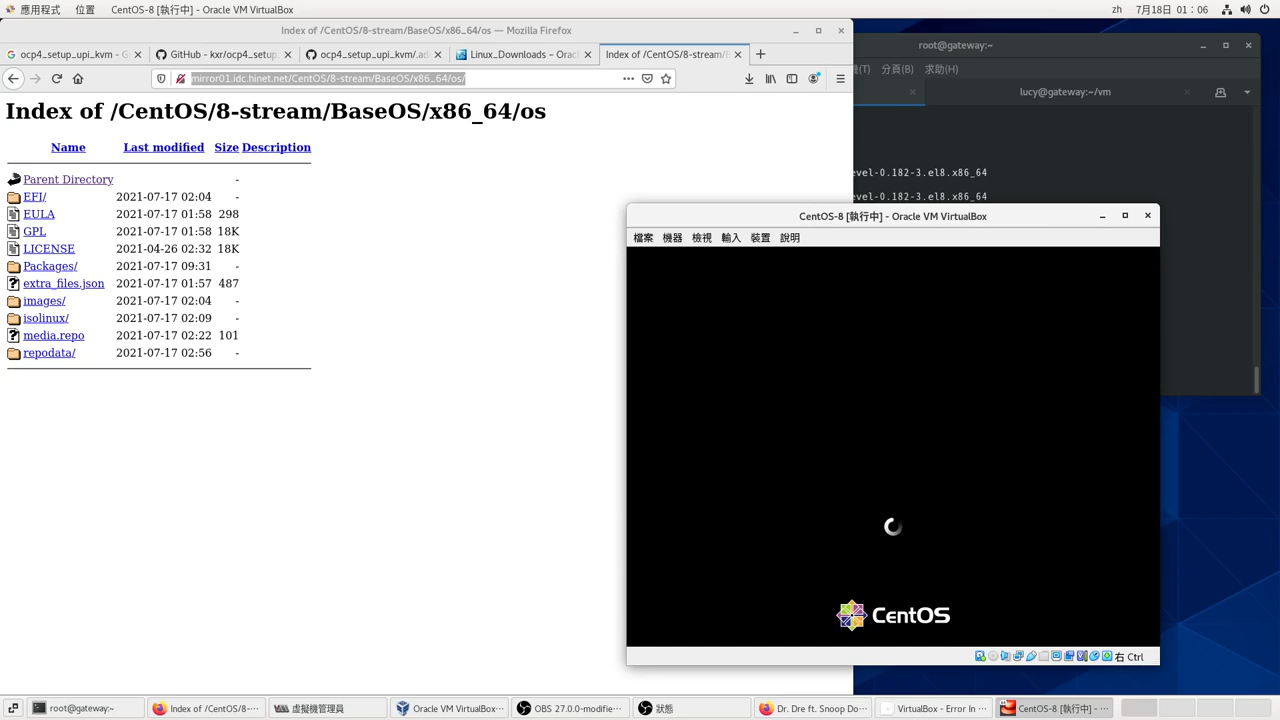 應用程式 位置 CentOS-8 [執行中] - Oracle VM VirtualBox zh 7月18日 01：06
Index of /CentOS/8-stream/BaseOS/x86_64/os — Mozilla Firefox
ocp4_setup_upi_kvm - G
GitHub - kxr/ocp4_setup.
ocp4_setup_upi_kvm/.ad
Linux_Downloads – Orac
Index of /CentOS/8-stream/B
mirror01.idc.hinet.net/CentOS/8-stream/BaseOS/x86_64/os/
Index of /CentOS/8-stream/BaseOS/x86_64/os
Name Last modified Size Description
Parent Directory -
EFI/ 2021-07-17 02:04 -
EULA 2021-07-17 01:58 298
GPL 2021-07-17 01:58 18K
LICENSE 2021-04-26 02:32 18K
Packages/ 2021-07-17 09:31 -
extra_files.json 2021-07-17 01:57 487
images/ 2021-07-17 02:04 -
isolinux/ 2021-07-17 02:09 -
media.repo 2021-07-17 02:22 101
repodata/ 2021-07-17 02:56 -
root@gateway:~
(T) 分頁(B) 求助(H)
lucy@gateway:~/vm
evel-0.182-3.el8.x86_64
evel-0.182-3.el8.x86_64
CentOS-8 [執行中] - Oracle VM VirtualBox
檔案 機器 檢視 輸入 裝置 說明
CentOS
右 Ctrl
root@gateway:~
Index of /CentOS/8-···
虛擬機管理員
Oracle VM VirtualBox···
OBS 27.0.0-modifie···
狀態
Dr. Dre ft. Snoop Do···
VirtualBox - Error In ···
CentOS-8 [執行中] - ···